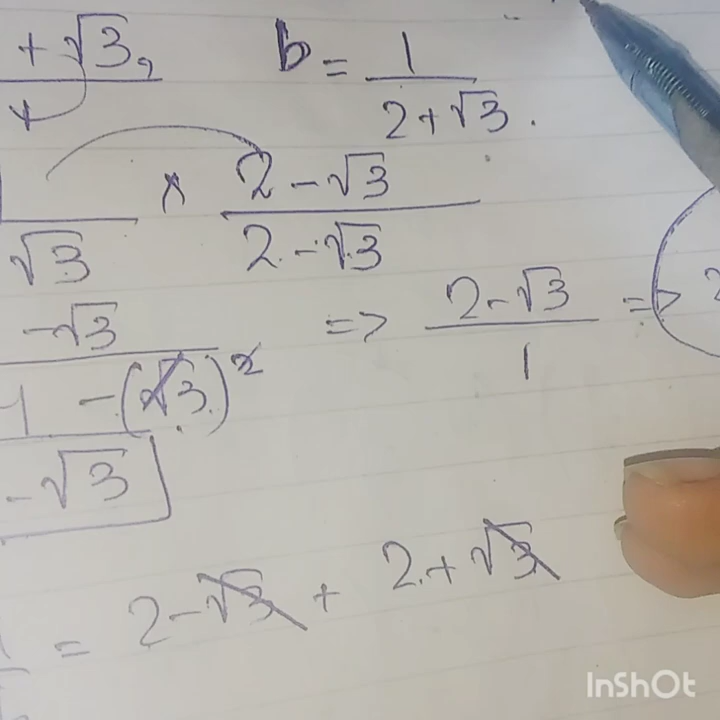 + √3, b = 1 / 2 + √3.
× 2 - √3 / 2 - √3
√3
- √3 => 2 - √3 / 1 =>
4 - (√3)²
- √3
= 2 - √3 + 2 + √3
InShOt